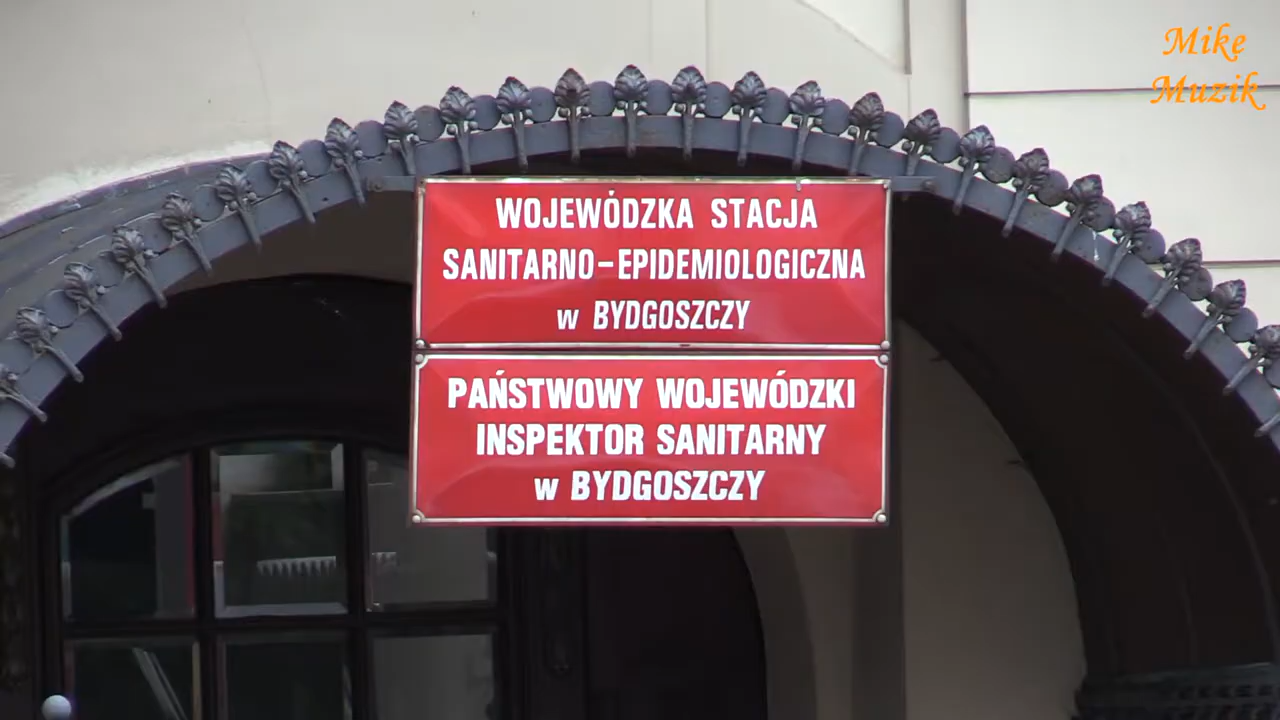 Mike
Muzik
WOJEWÓDZKA STACJA
SANITARNO-EPIDEMIOLOGICZNA
w BYDGOSZCZY
PAŃSTWOWY WOJEWÓDZKI
INSPEKTOR SANITARNY
w BYDGOSZCZY